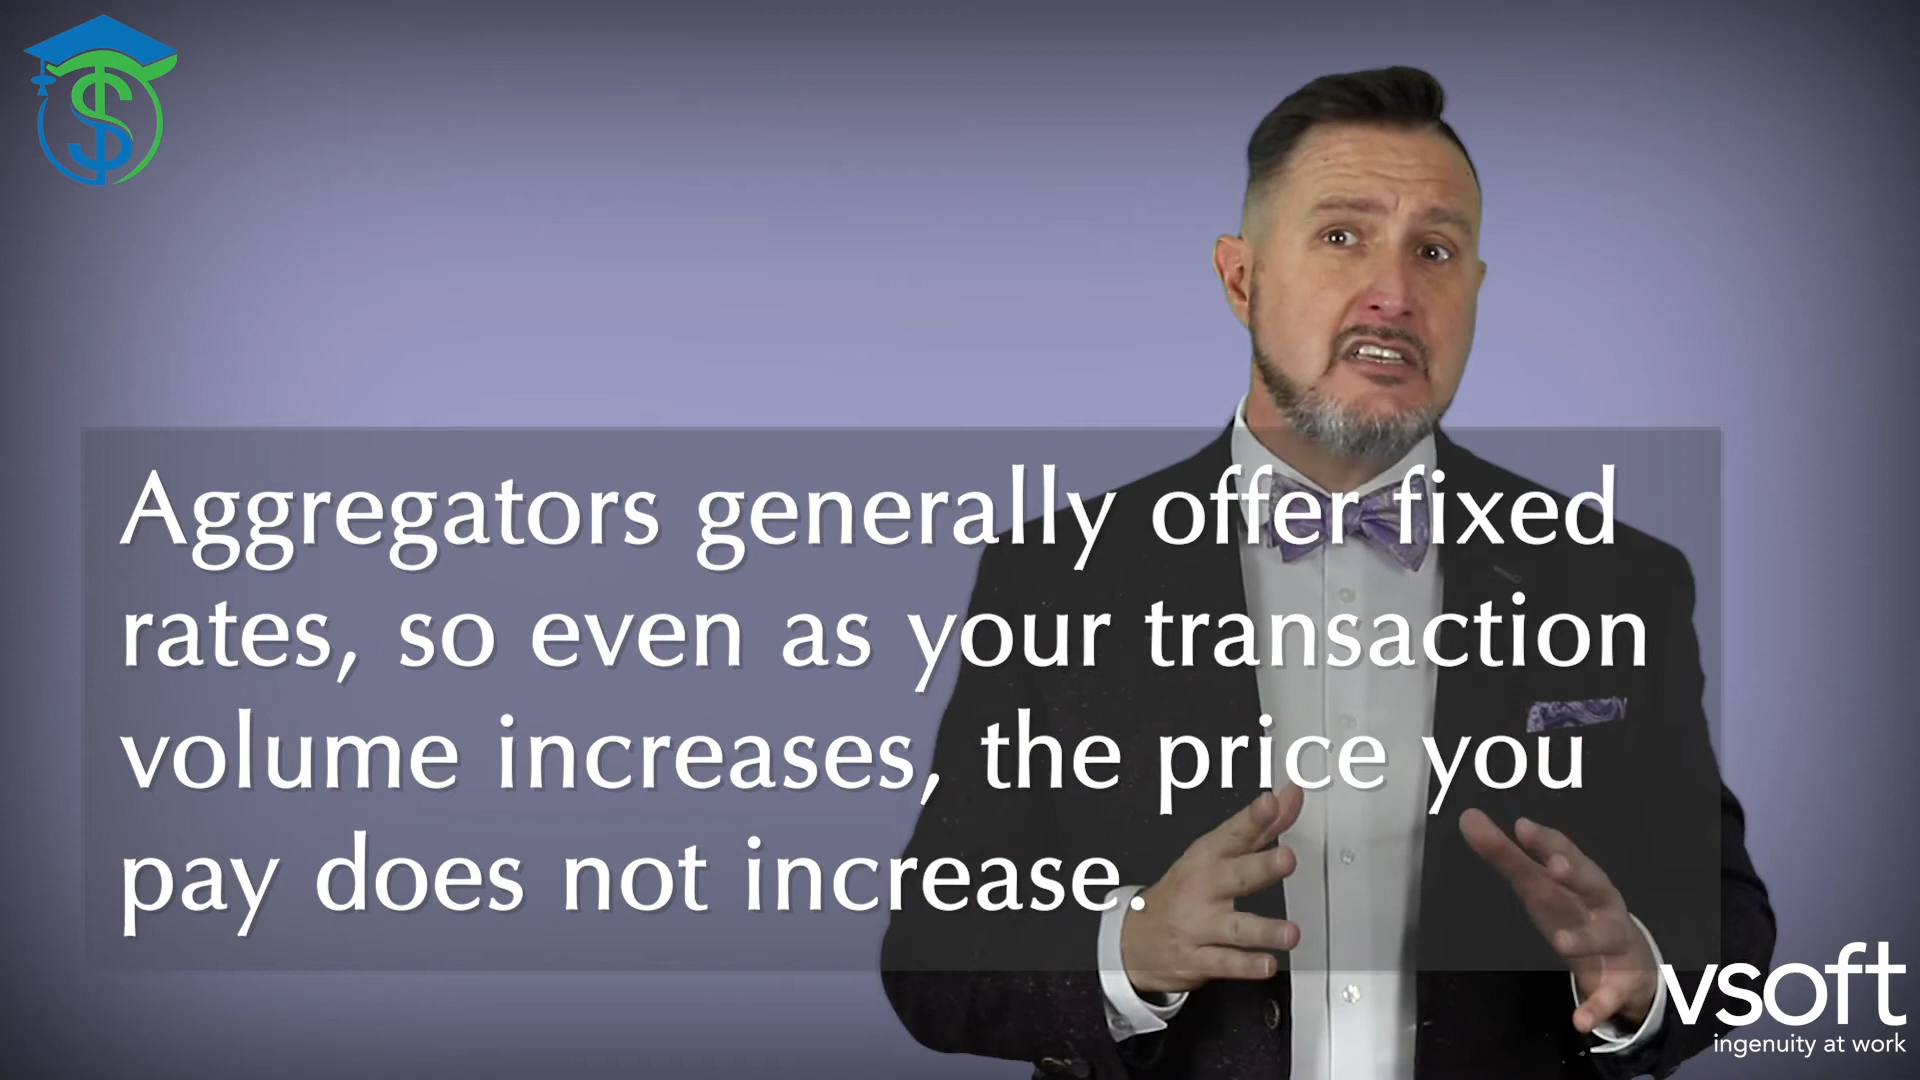 Aggregators generally offer fixed
rates, so even as your transaction
volume increases, the price you
pay does not increase.
vsoft
ingenuity at work